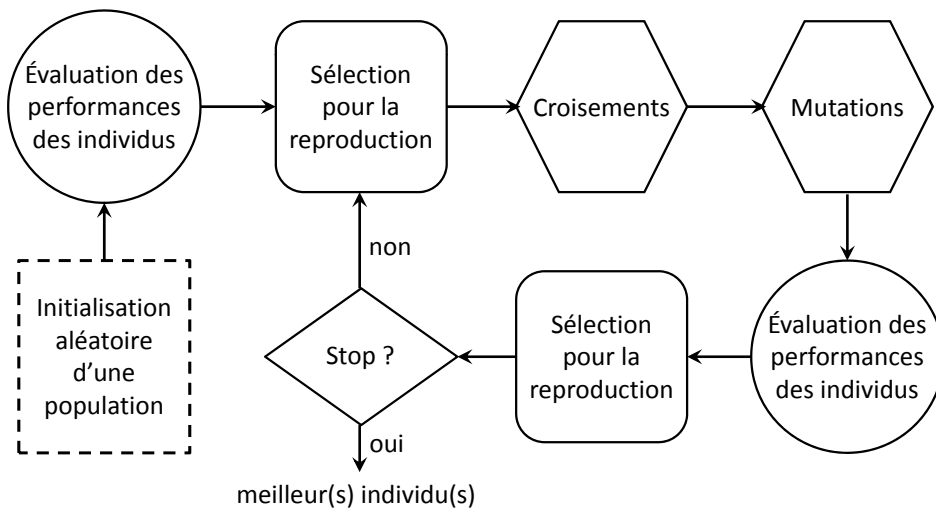 Évaluation des
performances
des individus
Sélection
pour la
reproduction
Croisements
Mutations
non
Initialisation
aléatoire
d'une
population
Stop ?
Sélection
pour la
reproduction
Évaluation des
performances
des individus
oui
meilleur(s) individu(s)